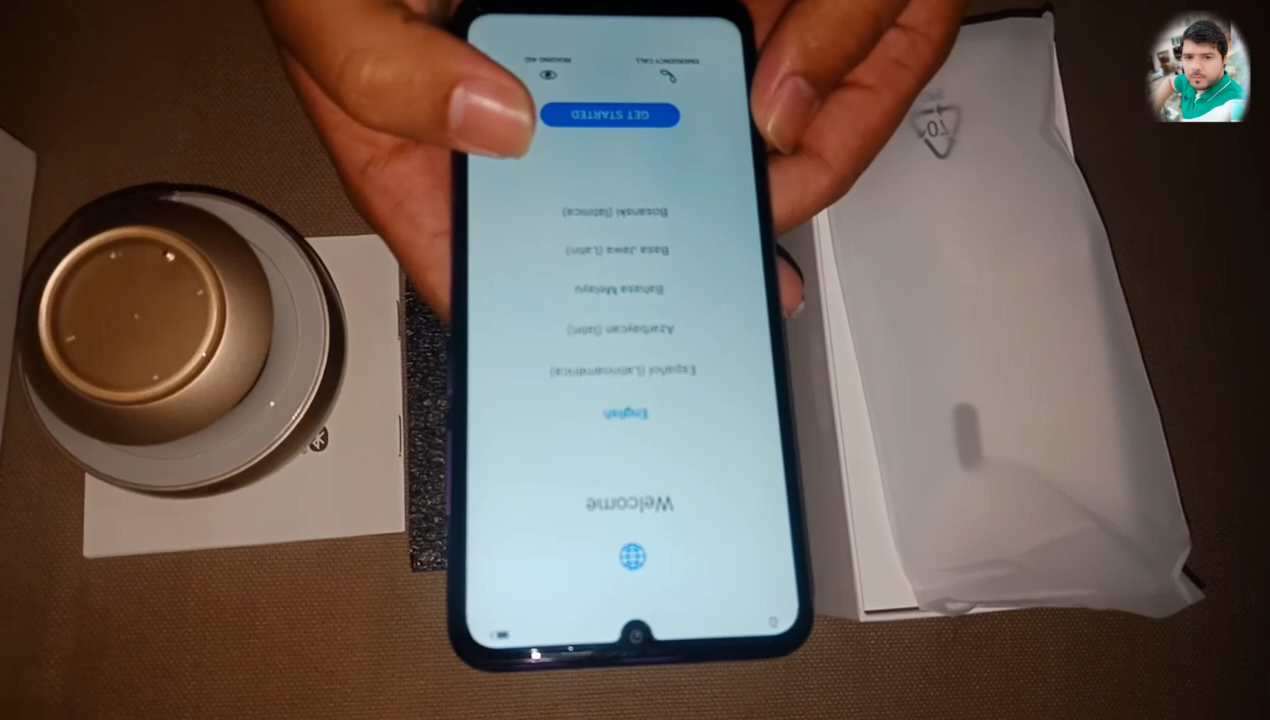 Welcome
English
Español (Latinoamérica)
Azərbaycan (latın)
Bahasa Melayu
Basa Jawa (Latin)
Bosanski (latinica)
GET STARTED
EMERGENCY CALL
READING AID
70